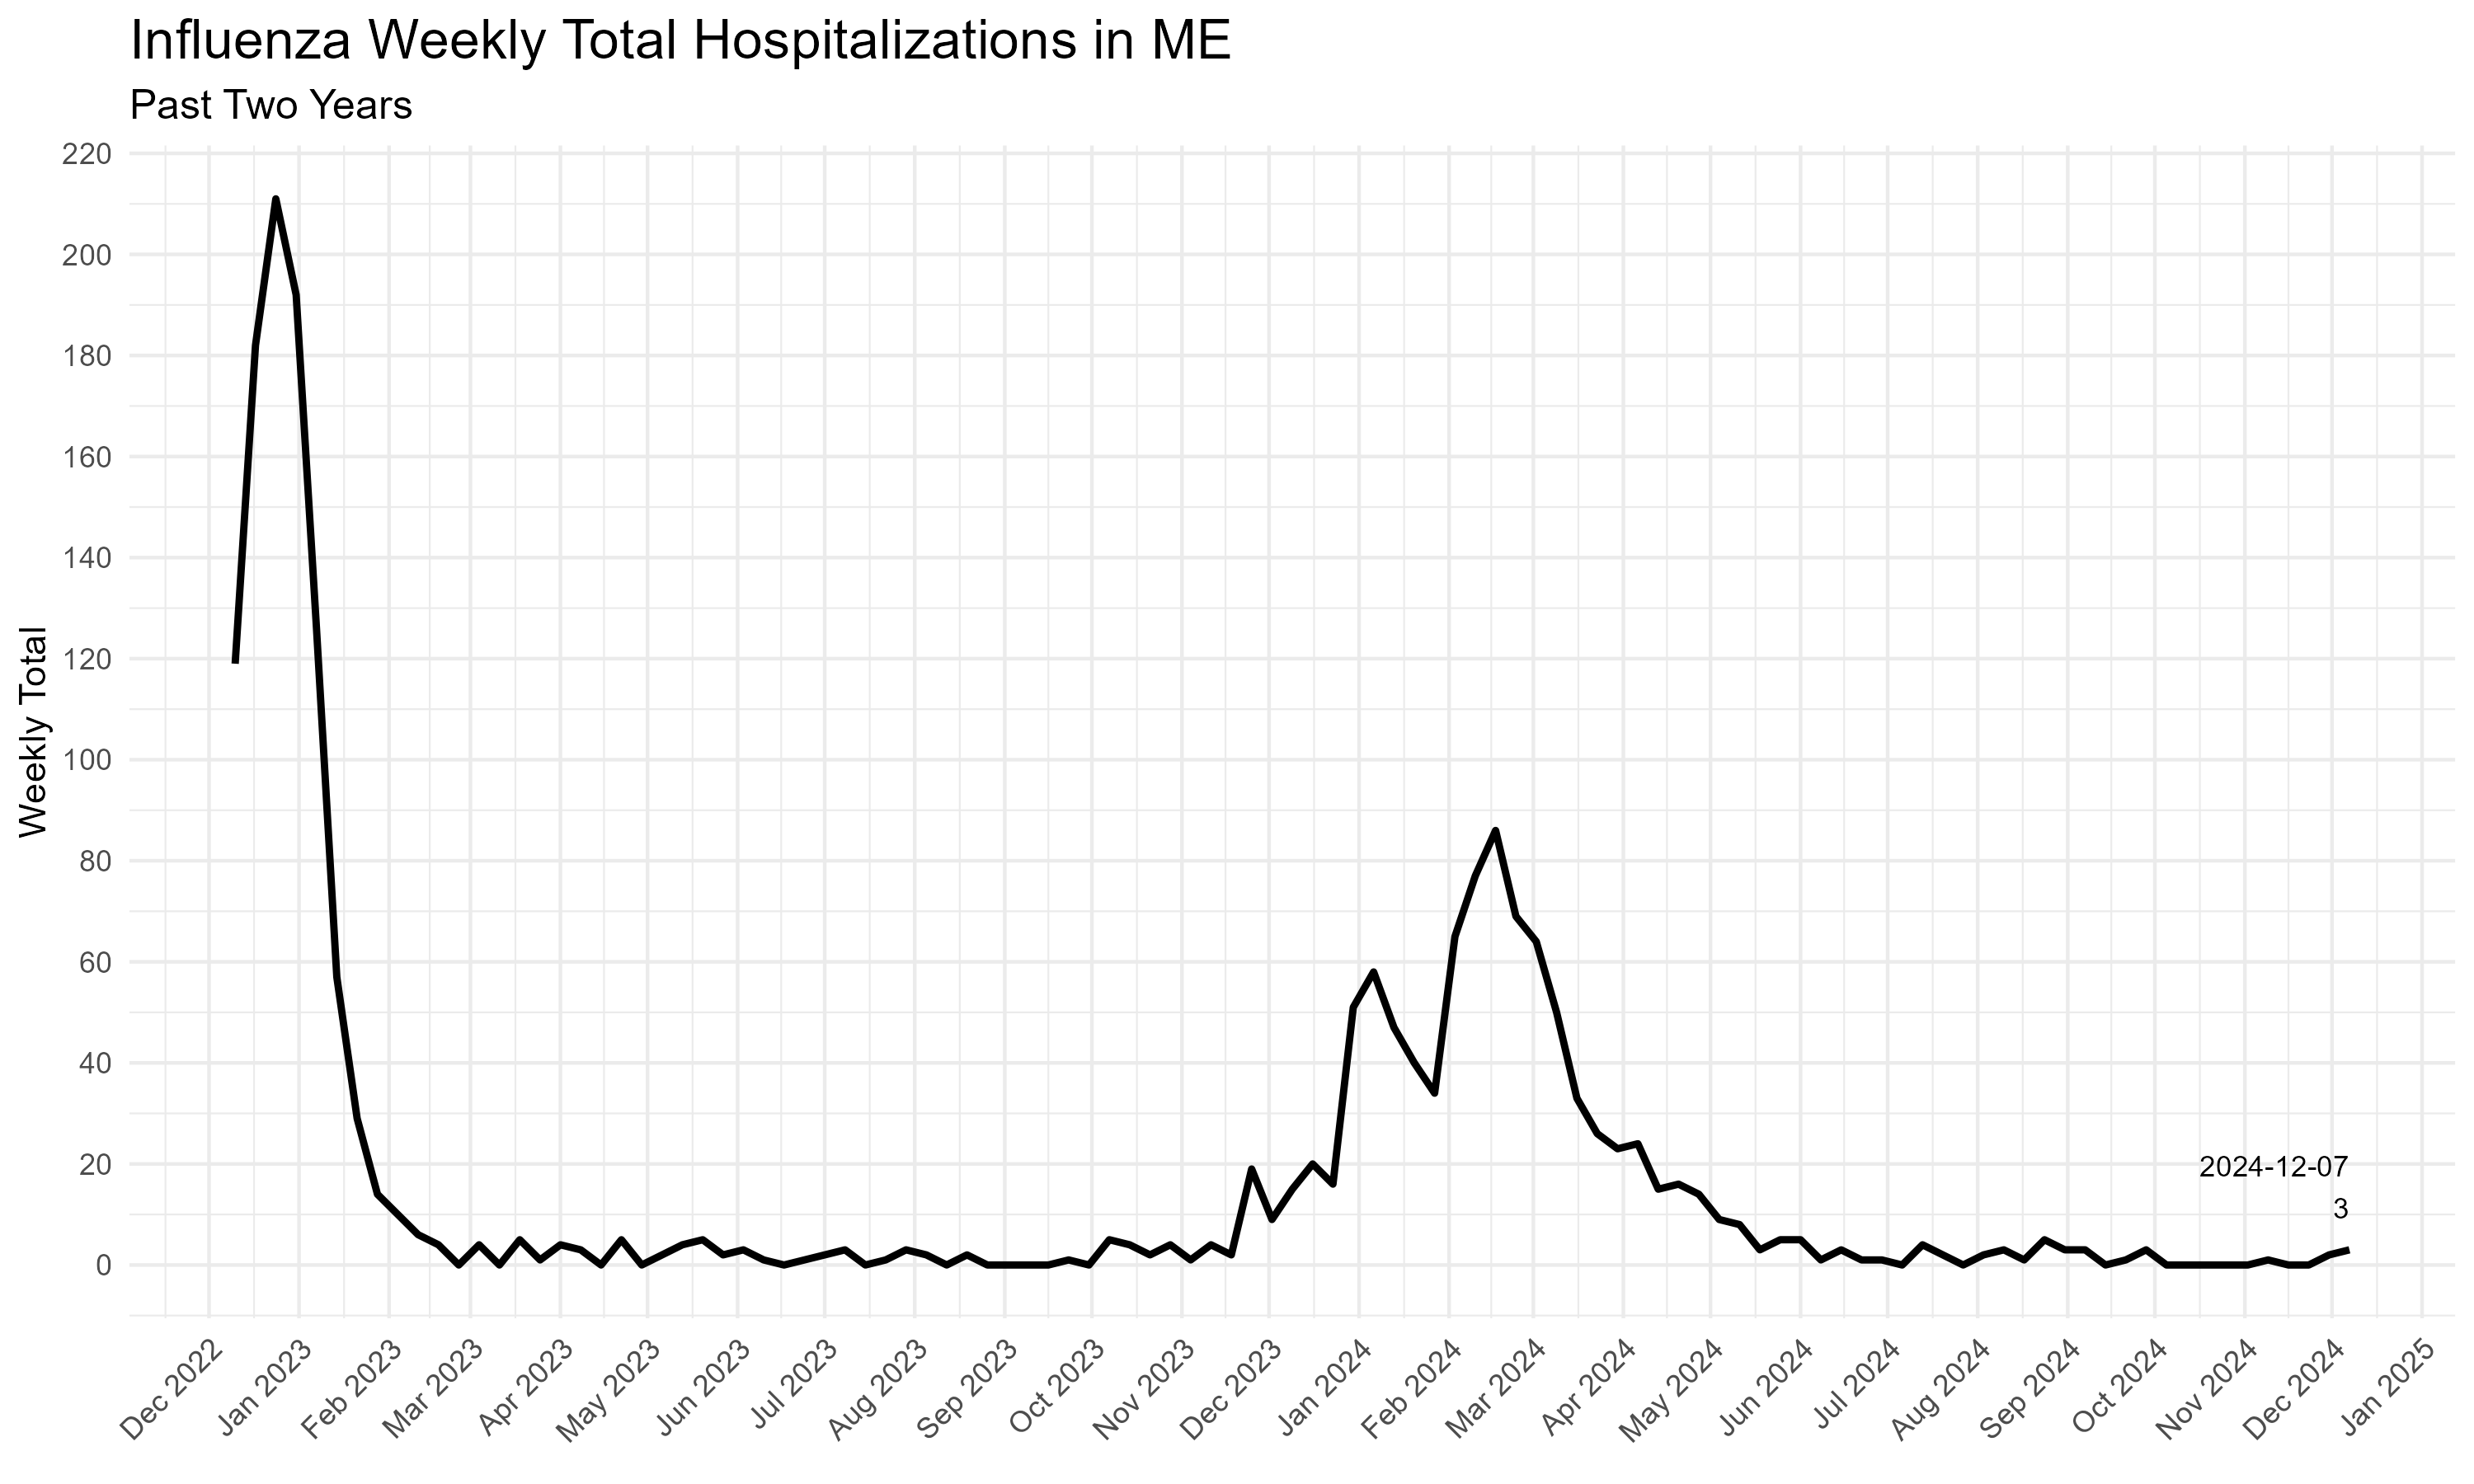 Influenza Weekly Total Hospitalizations in ME
Past Two Years
Weekly Total
220
200
180
160
140
120
100
80
60
40
20
0
2024-12-07
3
Dec 2022
Jan 2023
Feb 2023
Mar 2023
Apr 2023
May 2023
Jun 2023
Jul 2023
Aug 2023
Sep 2023
Oct 2023
Nov 2023
Dec 2023
Jan 2024
Feb 2024
Mar 2024
Apr 2024
May 2024
Jun 2024
Jul 2024
Aug 2024
Sep 2024
Oct 2024
Nov 2024
Dec 2024
Jan 2025